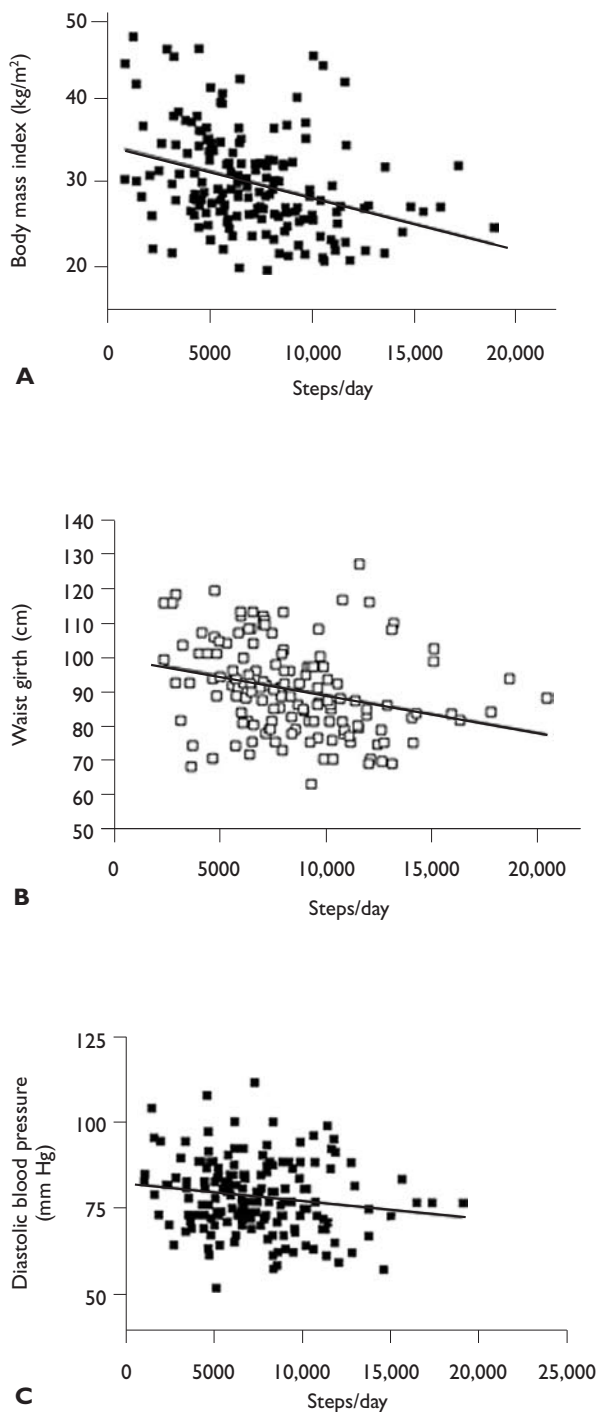 50
40
30
20
Body mass index (kg/m²)
0 5000 10,000 15,000 20,000
Steps/day
A
140
130
120
110
100
90
80
70
60
50
Waist girth (cm)
0 5000 10,000 15,000 20,000
Steps/day
B
125
100
75
50
Diastolic blood pressure
(mm Hg)
0 5000 10,000 15,000 20,000 25,000
Steps/day
C